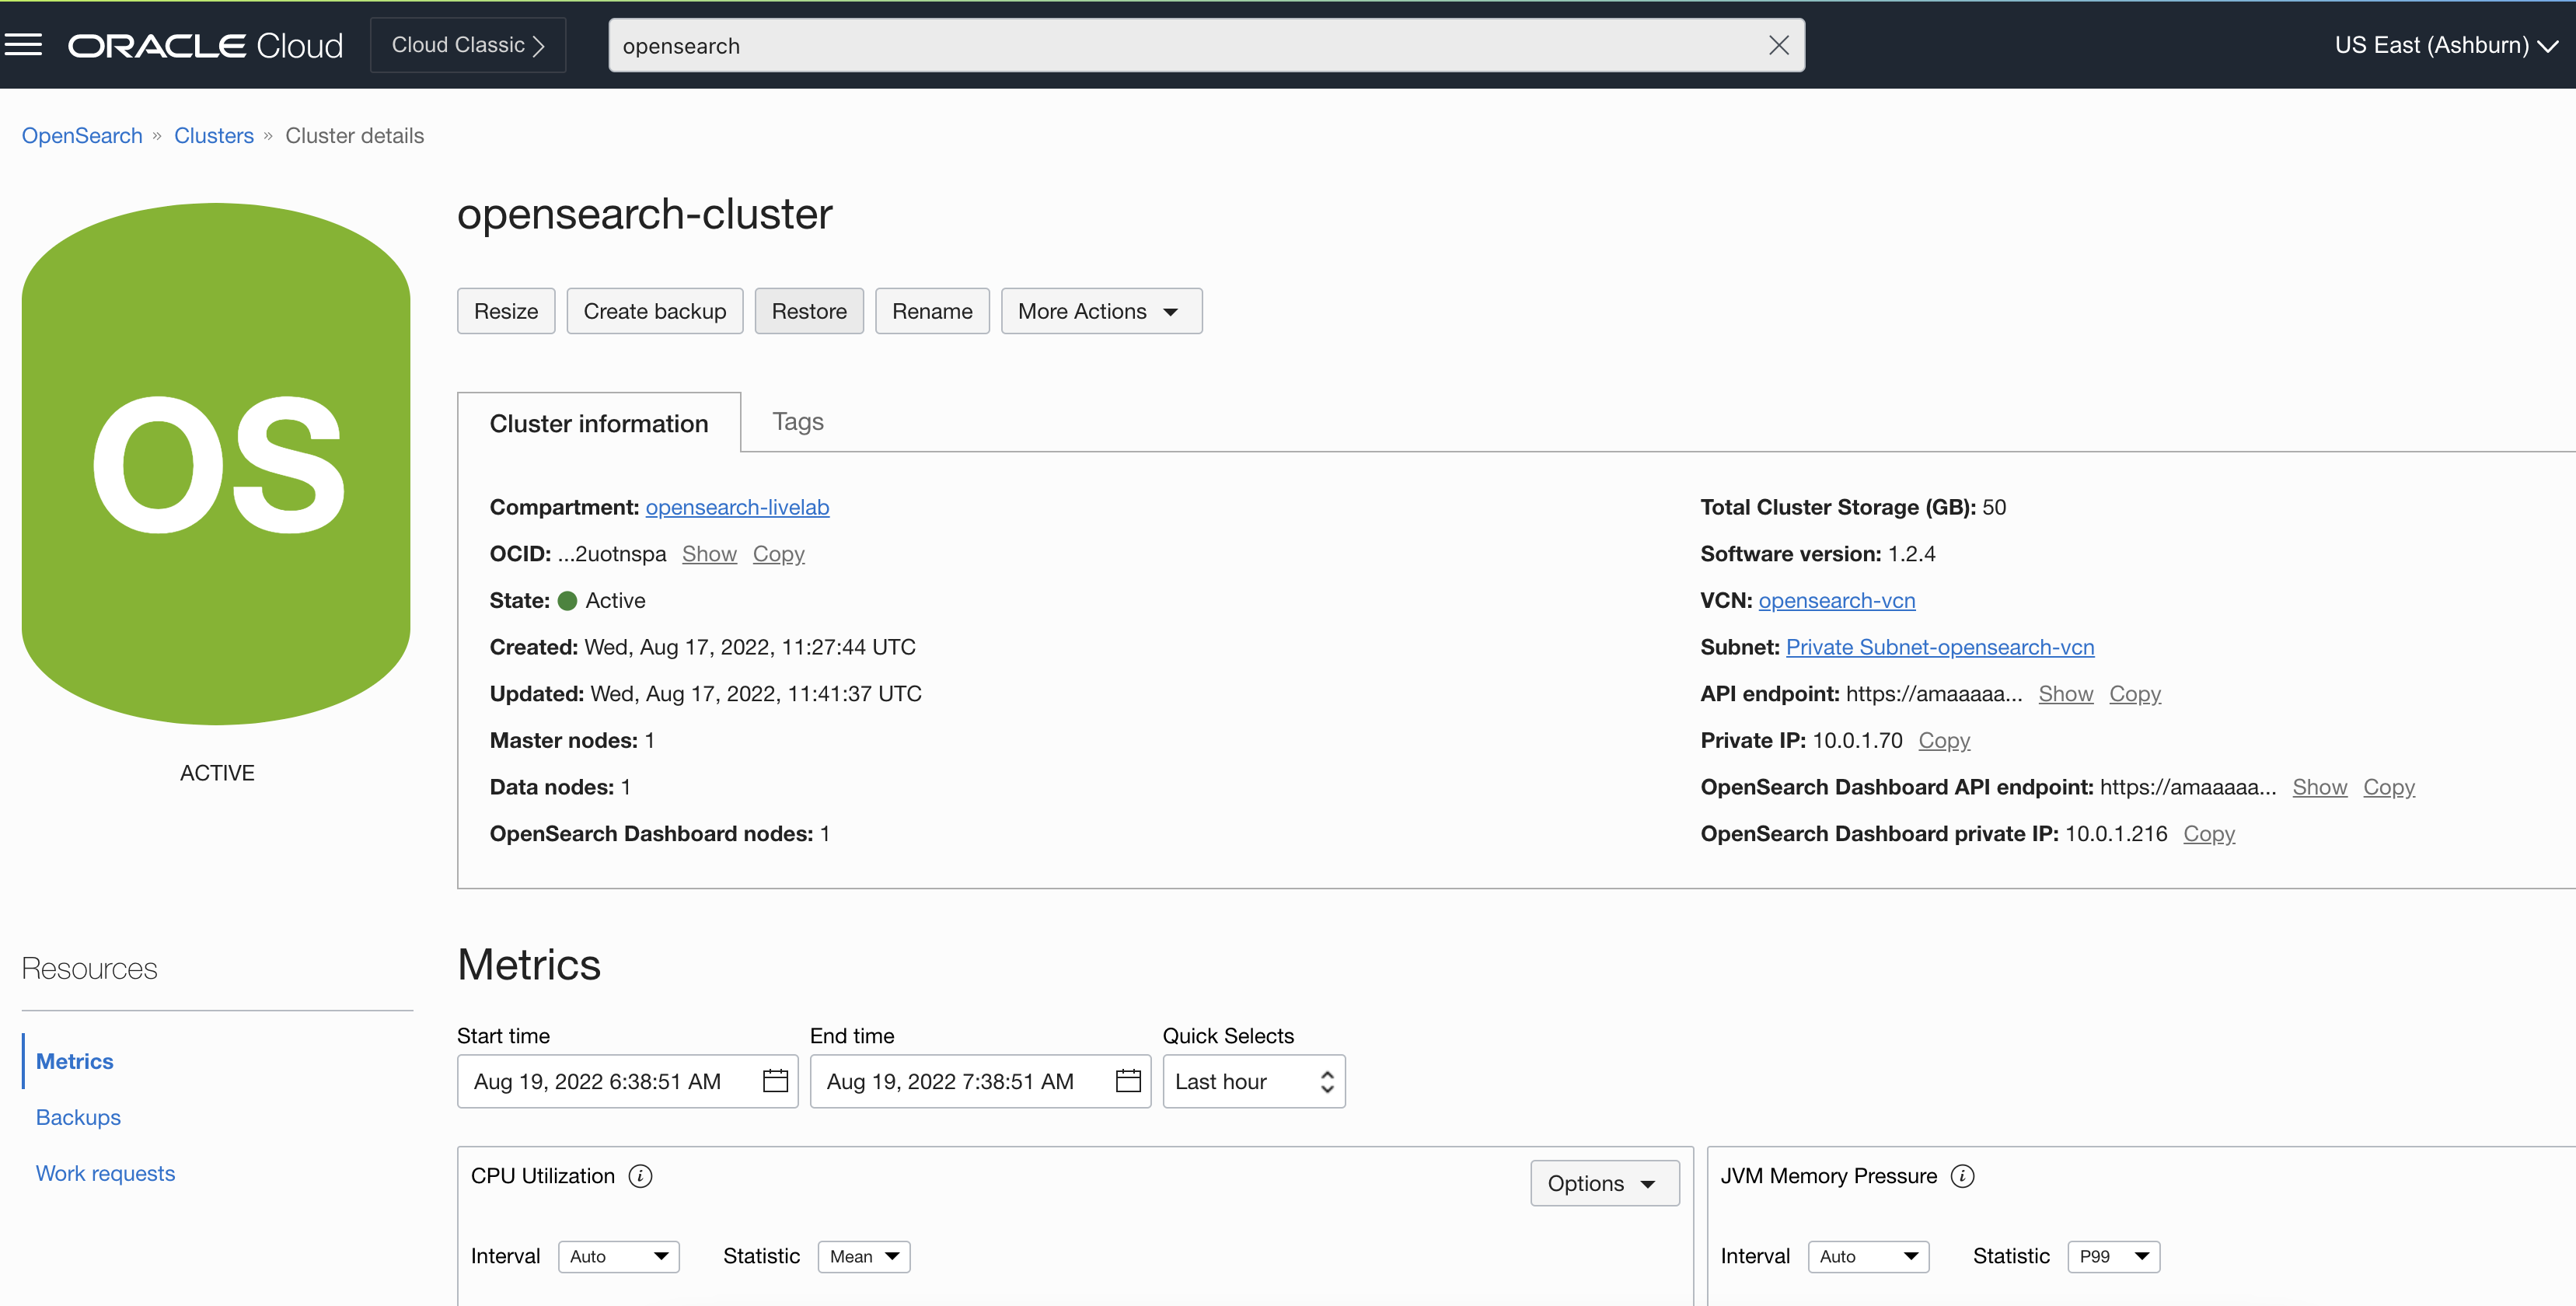 ORACLE Cloud
Cloud Classic
opensearch
US East (Ashburn)
OpenSearch » Clusters » Cluster details
OS
ACTIVE
opensearch-cluster
Resize Create backup Restore Rename More Actions
Cluster information Tags
Compartment: opensearch-livelab
OCID: ...2uotnspa Show Copy
State: Active
Created: Wed, Aug 17, 2022, 11:27:44 UTC
Updated: Wed, Aug 17, 2022, 11:41:37 UTC
Master nodes: 1
Data nodes: 1
OpenSearch Dashboard nodes: 1
Total Cluster Storage (GB): 50
Software version: 1.2.4
VCN: opensearch-vcn
Subnet: Private Subnet-opensearch-vcn
API endpoint: https://amaaaaa... Show Copy
Private IP: 10.0.1.70 Copy
OpenSearch Dashboard API endpoint: https://amaaaaa... Show Copy
OpenSearch Dashboard private IP: 10.0.1.216 Copy
Resources
Metrics
Backups
Work requests
Metrics
Start time End time Quick Selects
Aug 19, 2022 6:38:51 AM Aug 19, 2022 7:38:51 AM Last hour
CPU Utilization i Options
Interval Auto Statistic Mean
JVM Memory Pressure i
Interval Auto Statistic P99